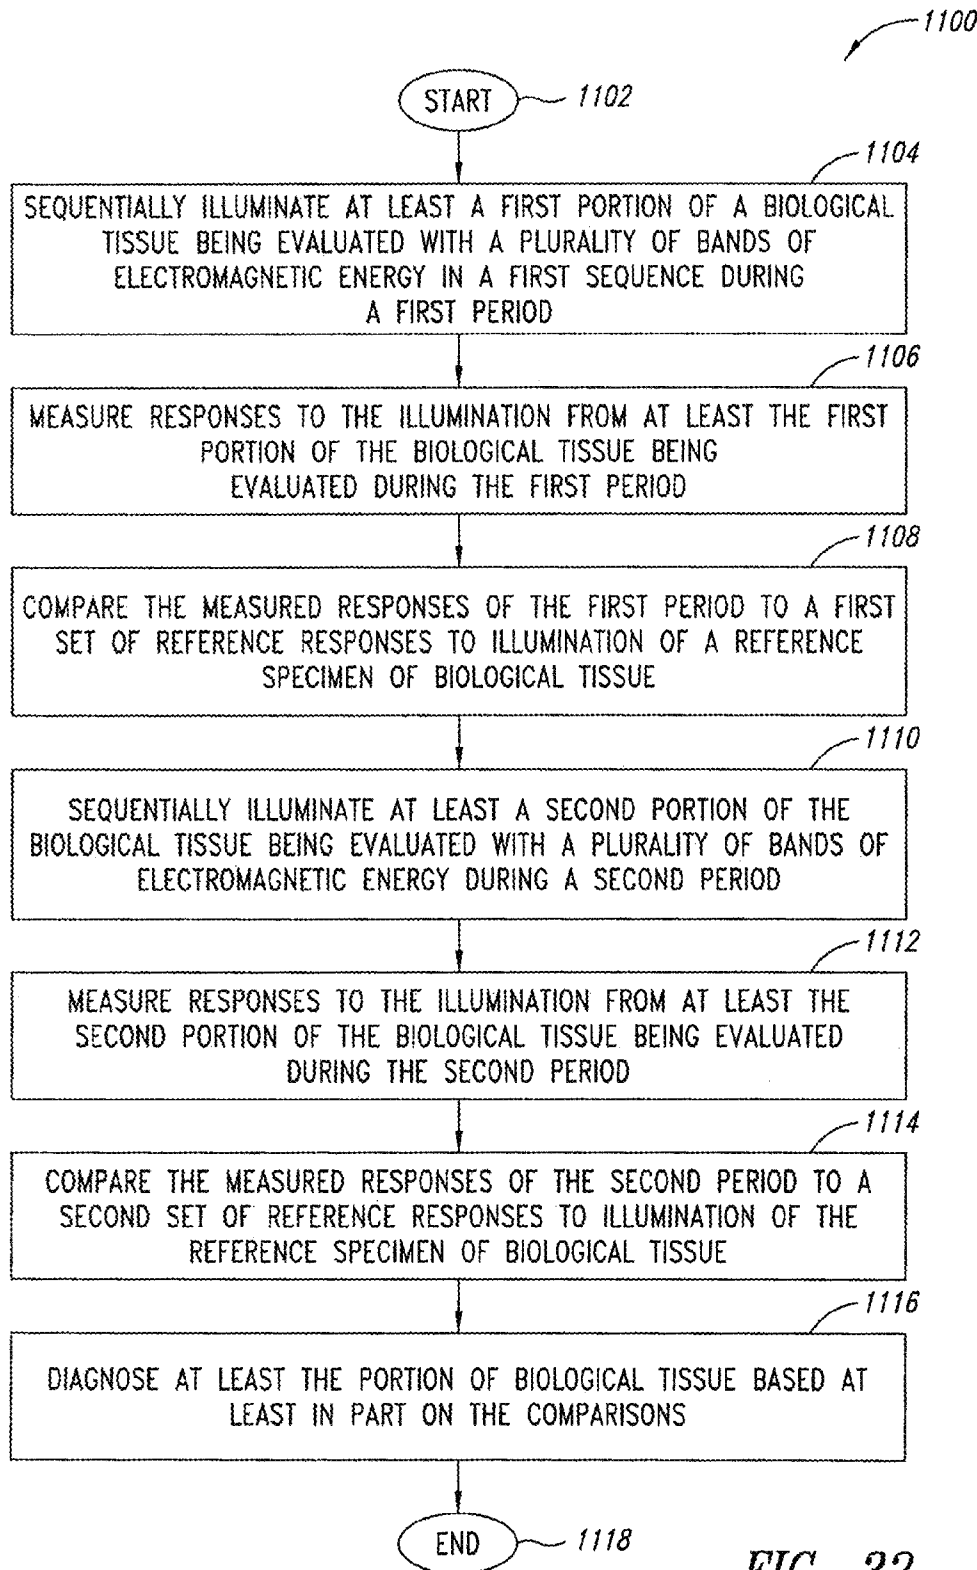 1100
START
1102
1104
SEQUENTIALLY ILLUMINATE AT LEAST A FIRST PORTION OF A BIOLOGICAL
TISSUE BEING EVALUATED WITH A PLURALITY OF BANDS OF
ELECTROMAGNETIC ENERGY IN A FIRST SEQUENCE DURING
A FIRST PERIOD
1106
MEASURE RESPONSES TO THE ILLUMINATION FROM AT LEAST THE FIRST
PORTION OF THE BIOLOGICAL TISSUE BEING
EVALUATED DURING THE FIRST PERIOD
1108
COMPARE THE MEASURED RESPONSES OF THE FIRST PERIOD TO A FIRST
SET OF REFERENCE RESPONSES TO ILLUMINATION OF A REFERENCE
SPECIMEN OF BIOLOGICAL TISSUE
1110
SEQUENTIALLY ILLUMINATE AT LEAST A SECOND PORTION OF THE
BIOLOGICAL TISSUE BEING EVALUATED WITH A PLURALITY OF BANDS OF
ELECTROMAGNETIC ENERGY DURING A SECOND PERIOD
1112
MEASURE RESPONSES TO THE ILLUMINATION FROM AT LEAST THE
SECOND PORTION OF THE BIOLOGICAL TISSUE BEING EVALUATED
DURING THE SECOND PERIOD
1114
COMPARE THE MEASURED RESPONSES OF THE SECOND PERIOD TO A
SECOND SET OF REFERENCE RESPONSES TO ILLUMINATION OF THE
REFERENCE SPECIMEN OF BIOLOGICAL TISSUE
1116
DIAGNOSE AT LEAST THE PORTION OF BIOLOGICAL TISSUE BASED AT
LEAST IN PART ON THE COMPARISONS
END
1118